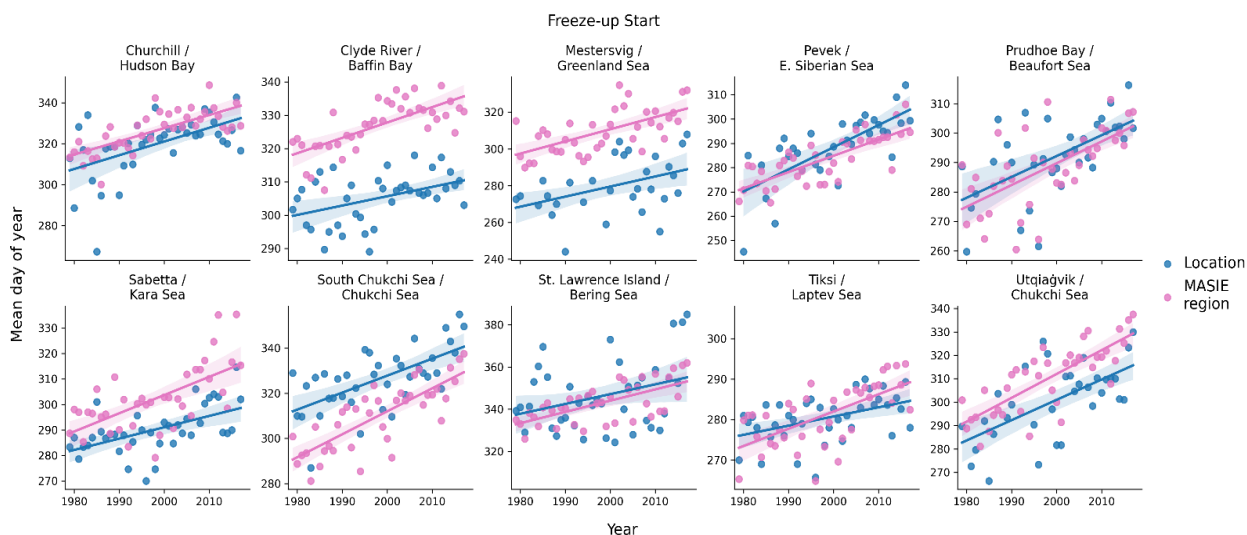 Freeze-up Start
Churchill /
Hudson Bay
Clyde River /
Baffin Bay
Mestersvig /
Greenland Sea
Pevek /
E. Siberian Sea
Prudhoe Bay /
Beaufort Sea
340
320
300
280
340
330
320
310
300
290
320
300
280
260
240
310
300
290
280
270
260
250
310
300
290
280
270
260
Mean day of year
Sabetta /
Kara Sea
South Chukchi Sea /
Chukchi Sea
St. Lawrence Island /
Bering Sea
Tiksi /
Laptev Sea
Utqiaġvik /
Chukchi Sea
330
320
310
300
290
280
270
340
320
300
280
380
360
340
320
300
290
280
270
340
330
320
310
300
290
280
270
1980 1990 2000 2010
1980 1990 2000 2010
1980 1990 2000 2010
1980 1990 2000 2010
1980 1990 2000 2010
Year
Location
MASIE
region